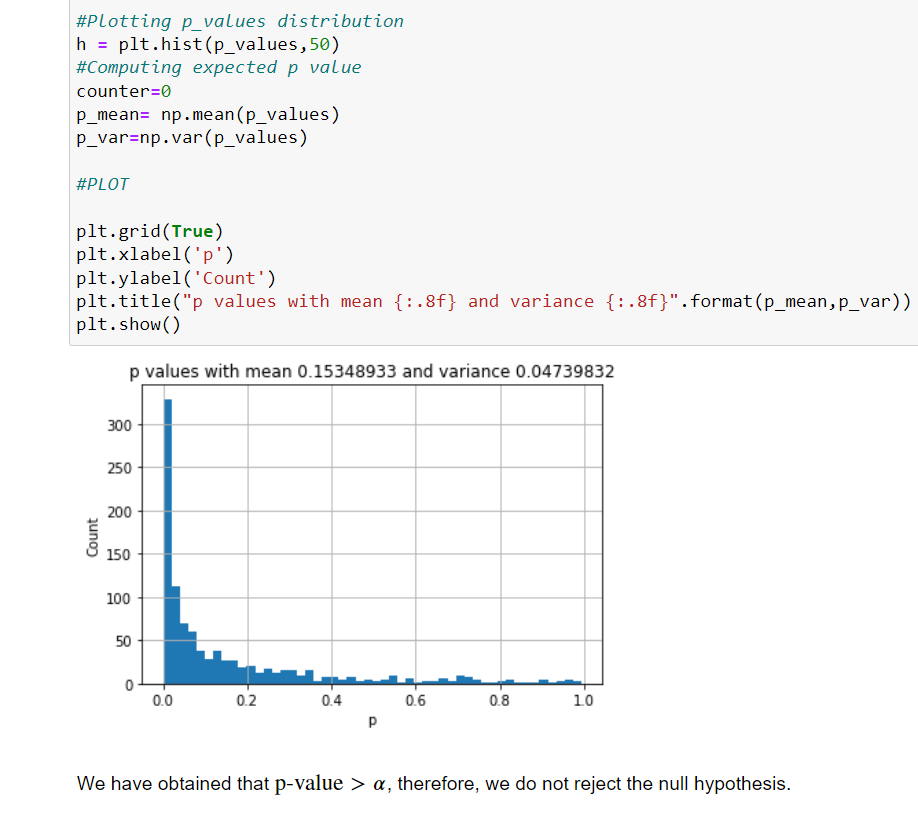 #Plotting p_values distribution
h = plt.hist(p_values,50)
#Computing expected p value
counter=0
p_mean= np.mean(p_values)
p_var=np.var(p_values)
#PLOT
plt.grid(True)
plt.xlabel('p')
plt.ylabel('Count')
plt.title("p values with mean {:.8f} and variance {:.8f}".format(p_mean,p_var))
plt.show()
p values with mean 0.15348933 and variance 0.04739832
300
250
200
150
100
50
0
Count
0.0 0.2 0.4 0.6 0.8 1.0
p
We have obtained that p-value > α, therefore, we do not reject the null hypothesis.